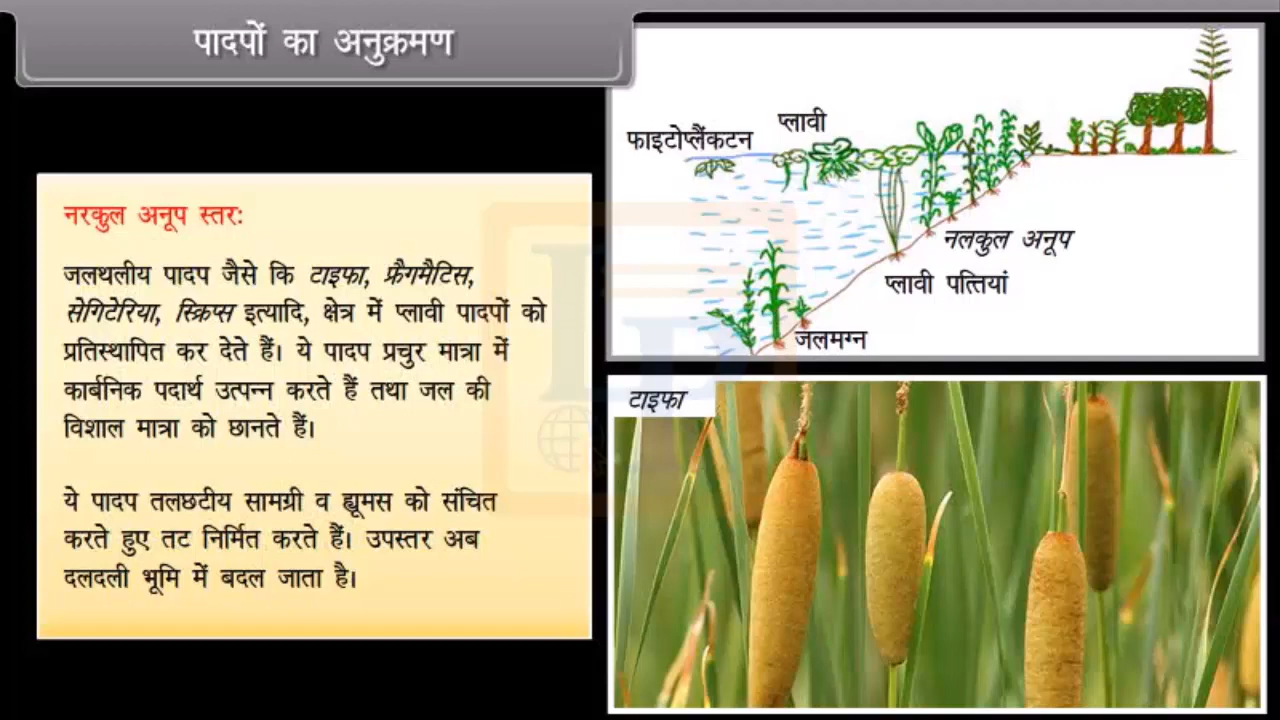 पादपों का अनुक्रमण
नरकुल अनूप स्तरः
जलथलीय पादप जैसे कि टाइफा, फ्रैगमैटिस,
सेगिटेरिया, स्क्रिप्स इत्यादि, क्षेत्र में प्लावी पादपों को
प्रतिस्थापित कर देते हैं। ये पादप प्रचुर मात्रा में
कार्बनिक पदार्थ उत्पन्न करते हैं तथा जल की
विशाल मात्रा को छानते हैं।
ये पादप तलछटीय सामग्री व ह्यूमस को संचित
करते हुए तट निर्मित करते हैं। उपस्तर अब
दलदली भूमि में बदल जाता है।
प्लावी
फाइटोप्लैंकटन
नलकुल अनूप
प्लावी पत्तियां
जलमग्न
टाइफा